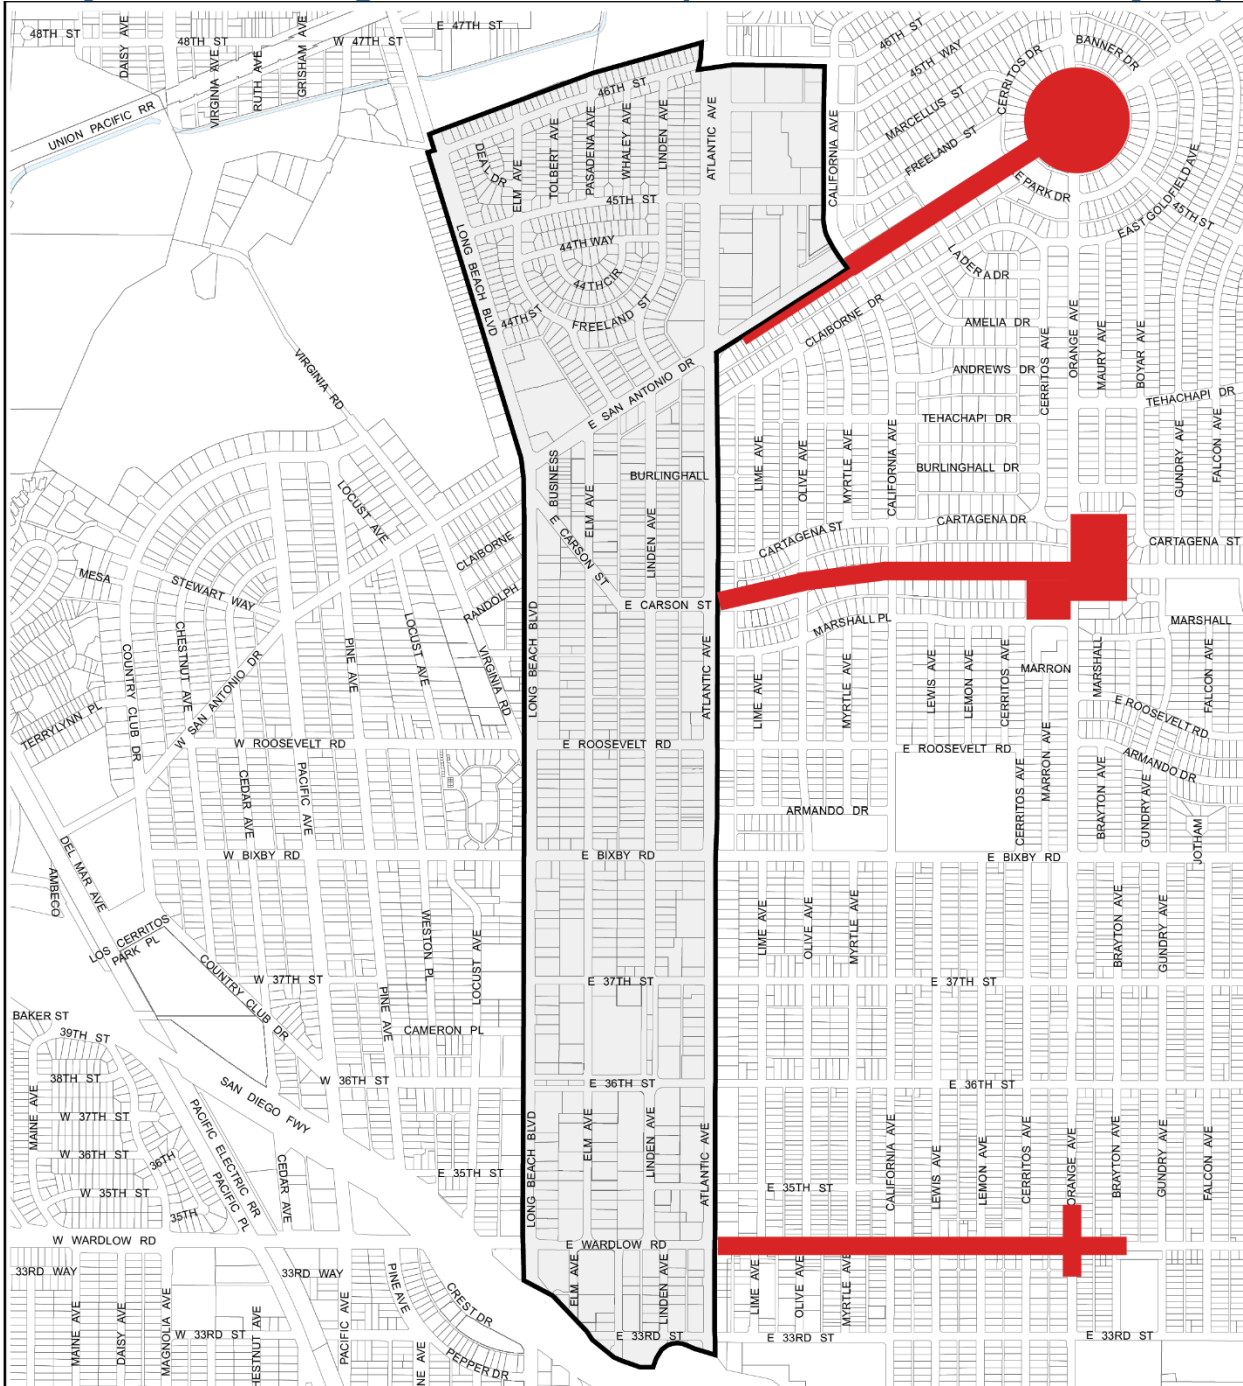 48TH ST
DAISY AVE
48TH ST
VIRGINIA AVE
RUTH AVE
GRISHAM AVE
W 47TH ST
E 47TH ST
UNION PACIFIC RR
46TH ST
45TH WAY
CERRITOS DR
BANNER DR
MARCELLUS ST
FREELAND ST
CALIFORNIA AVE
E PARK DR
EAST GOLDFIELD AVE
45TH ST
46TH ST
DEAL DR
ELM AVE
TOLBERT AVE
PASADENA AVE
WHALEY AVE
LINDEN AVE
ATLANTIC AVE
45TH ST
44TH WAY
44TH CIR
44TH ST
FREELAND ST
LONG BEACH BLVD
LADERA DR
CLAIBORNE DR
AMELIA DR
ANDREWS DR
CERRITOS AVE
ORANGE AVE
MAURY AVE
BOYAR AVE
TEHACHAPI DR
TEHACHAPI DR
VIRGINIA RD
E SAN ANTONIO DR
BURLINGHALL
BURLINGHALL DR
LIME AVE
OLIVE AVE
MYRTLE AVE
CALIFORNIA AVE
GUNDRY AVE
FALCON AVE
BUSINESS
ELM AVE
LINDEN AVE
E CARSON ST
LOCUST AVE
CLAIBORNE
RANDOLPH
CARTAGENA ST
CARTAGENA DR
CARTAGENA ST
MESA
STEWART WAY
E CARSON ST
MARSHALL PL
MARSHALL
COUNTRY CLUB DR
CHESTNUT AVE
W SAN ANTONIO DR
PINE AVE
LOCUST AVE
VIRGINIA RD
LONG BEACH BLVD
ATLANTIC AVE
LIME AVE
MYRTLE AVE
LEWIS AVE
LEMON AVE
CERRITOS AVE
MARRON
MARSHALL
FALCON AVE
TERRYLYNN PL
W ROOSEVELT RD
E ROOSEVELT RD
E ROOSEVELT RD
E ROOSEVELT RD
ARMANDO DR
CEDAR AVE
PACIFIC AVE
ARMANDO DR
CERRITOS AVE
MARRON AVE
BRAYTON AVE
GUNDRY AVE
JOTHAM
DEL MAR AVE
AMBECO
W BIXBY RD
E BIXBY RD
E BIXBY RD
LOS CERRITOS
PARK PL
COUNTRY CLUB DR
WESTON PL
LOCUST AVE
LIME AVE
OLIVE AVE
MYRTLE AVE
BRAYTON AVE
GUNDRY AVE
W 37TH ST
E 37TH ST
E 37TH ST
PINE AVE
CAMERON PL
BAKER ST
39TH ST
38TH ST
MAINE AVE
W 37TH ST
W 36TH ST
36TH
W 35TH ST
35TH
SAN DIEGO FWY
PACIFIC ELECTRIC RR
PACIFIC PL
CEDAR AVE
W 36TH ST
E 36TH ST
E 36TH ST
LONG BEACH BLVD
ELM AVE
LINDEN AVE
ATLANTIC AVE
E 35TH ST
E 35TH ST
CALIFORNIA AVE
LEWIS AVE
LEMON AVE
CERRITOS AVE
ORANGE AVE
BRAYTON AVE
GUNDRY AVE
FALCON AVE
W WARDLOW RD
E WARDLOW RD
33RD WAY
33RD WAY
MAINE AVE
DAISY AVE
MAGNOLIA AVE
W 33RD ST
HESTNUT AVE
PACIFIC AVE
PINE AVE
CREST DR
PEPPER DR
NE AVE
ELM AVE
LINDEN AVE
E 33RD ST
LIME AVE
OLIVE AVE
MYRTLE AVE
E 33RD ST
E 33RD ST